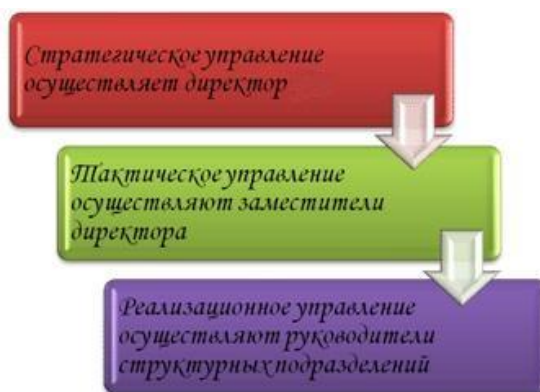 Стратегическое управление
осуществляет директор
Тактическое управление
осуществляют заместители
директора
Реализационное управление
осуществляют руководители
структурных подразделений